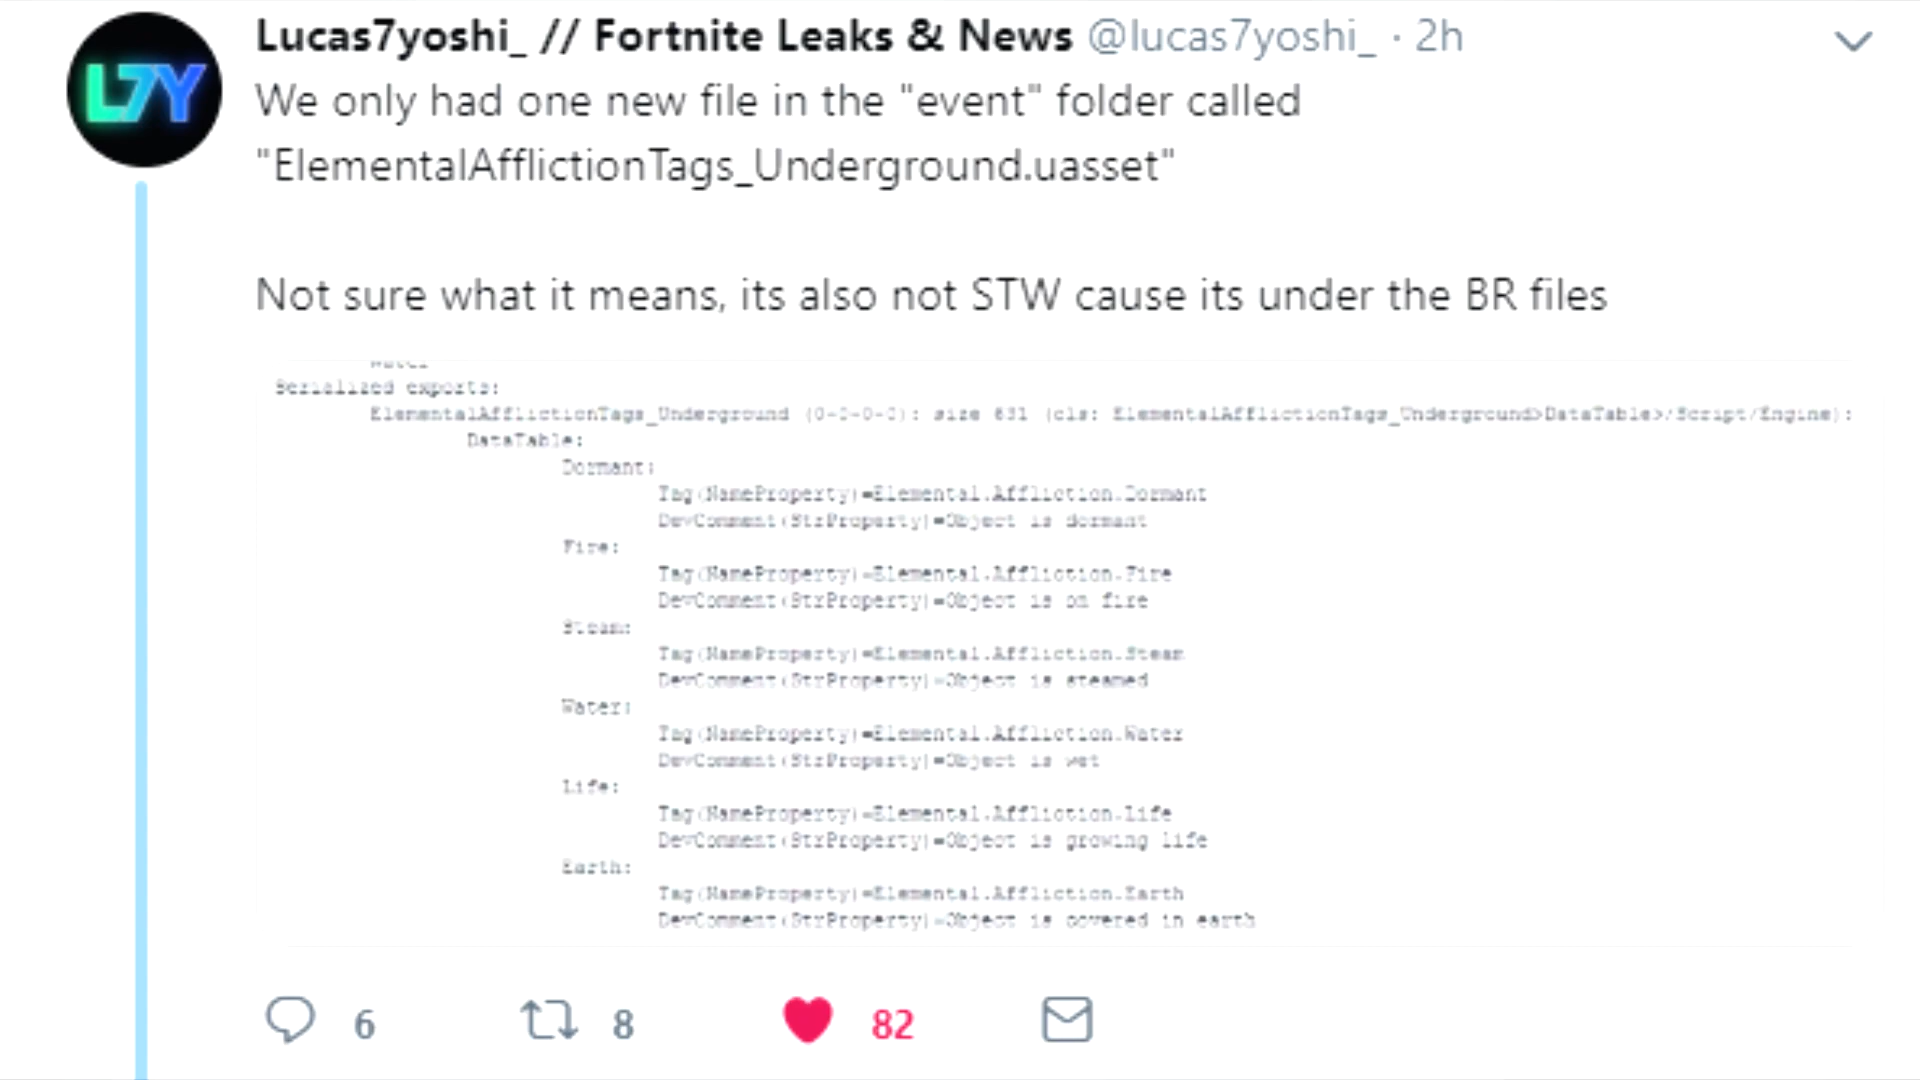 Lucas7yoshi_ // Fortnite Leaks & News @lucas7yoshi_ · 2h
L7Y
We only had one new file in the "event" folder called
"ElementalAfflictionTags_Underground.uasset"
Not sure what it means, its also not STW cause its under the BR files
Water
Serialized exports:
ElementalAfflictionTags_Underground (0-0-0-0): size 631 (cls: ElementalAfflictionTags_Underground>DataTable>/Script/Engine):
DataTable:
Dormant:
Tag(NameProperty)=Elemental.Affliction.Dormant
DevComment(StrProperty)=Object is dormant
Fire:
Tag(NameProperty)=Elemental.Affliction.Fire
DevComment(StrProperty)=Object is on fire
Steam:
Tag(NameProperty)=Elemental.Affliction.Steam
DevComment(StrProperty)=Object is steamed
Water:
Tag(NameProperty)=Elemental.Affliction.Water
DevComment(StrProperty)=Object is wet
Life:
Tag(NameProperty)=Elemental.Affliction.Life
DevComment(StrProperty)=Object is growing life
Earth:
Tag(NameProperty)=Elemental.Affliction.Earth
DevComment(StrProperty)=Object is covered in earth
6 8 82